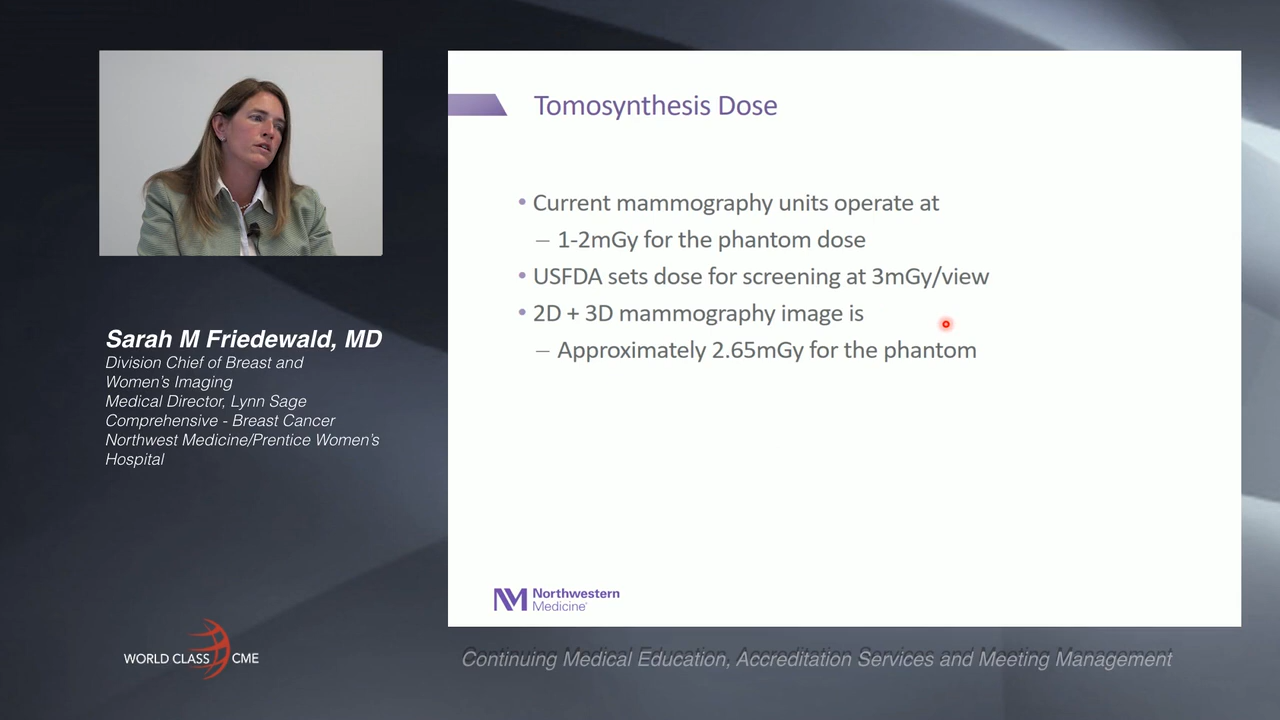 Tomosynthesis Dose
• Current mammography units operate at
– 1-2mGy for the phantom dose
• USFDA sets dose for screening at 3mGy/view
• 2D + 3D mammography image is
– Approximately 2.65mGy for the phantom
Northwestern
Medicine
Sarah M Friedewald, MD
Division Chief of Breast and
Women's Imaging
Medical Director, Lynn Sage
Comprehensive - Breast Cancer
Northwest Medicine/Prentice Women's
Hospital
WORLD CLASS CME
Continuing Medical Education, Accreditation Services and Meeting Management